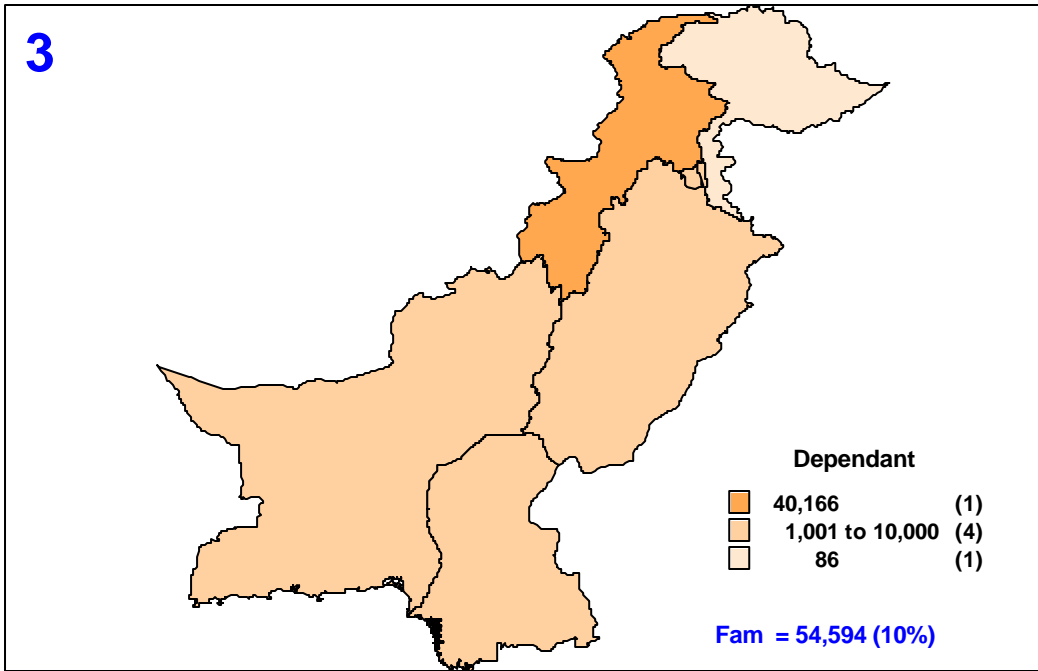 3
Dependant
40,166 (1)
1,001 to 10,000 (4)
86 (1)
Fam = 54,594 (10%)